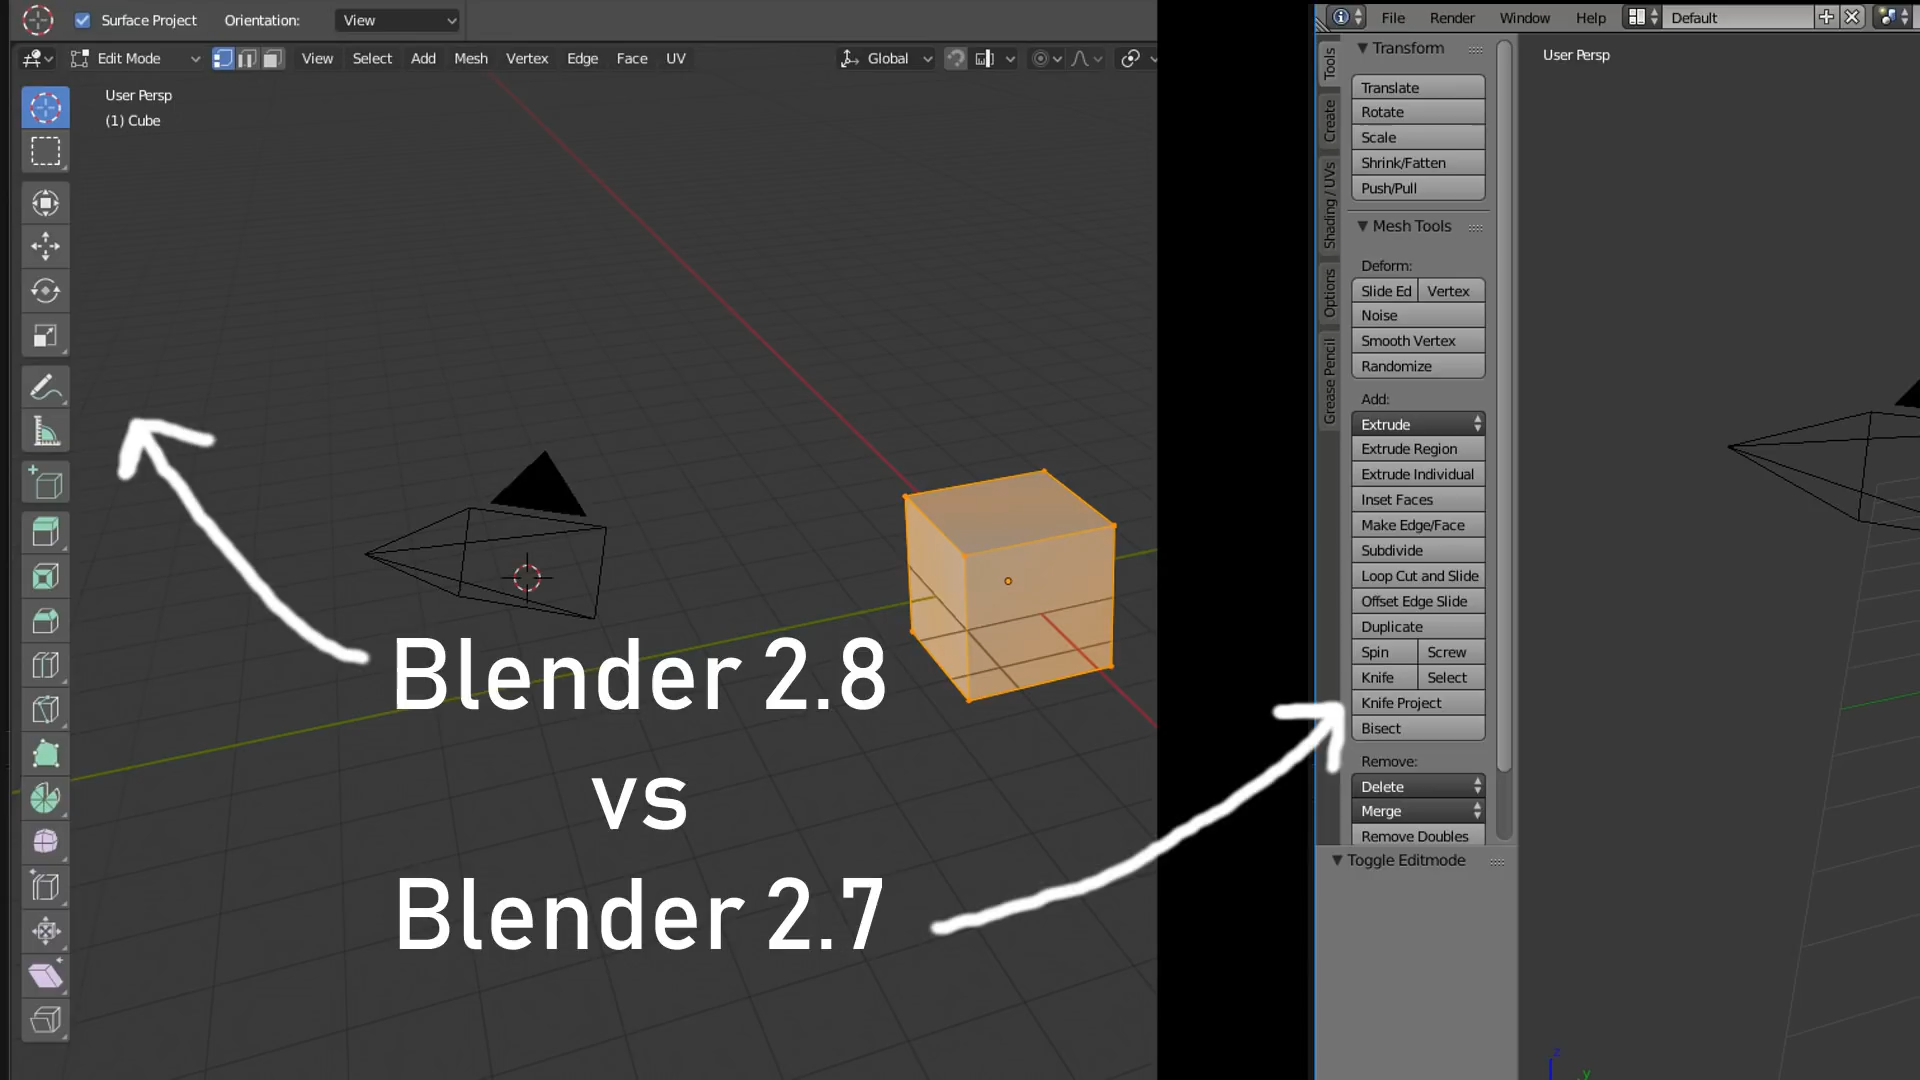 Surface Project Orientation: View
Edit Mode View Select Add Mesh Vertex Edge Face UV Global
User Persp
(1) Cube
Blender 2.8
vs
Blender 2.7
File Render Window Help Default
Tools
Create
Shading / UVs
Options
Grease Pencil
Transform
Translate
Rotate
Scale
Shrink/Fatten
Push/Pull
Mesh Tools
Deform:
Slide Ed Vertex
Noise
Smooth Vertex
Randomize
Add:
Extrude
Extrude Region
Extrude Individual
Inset Faces
Make Edge/Face
Subdivide
Loop Cut and Slide
Offset Edge Slide
Duplicate
Spin Screw
Knife Select
Knife Project
Bisect
Remove:
Delete
Merge
Remove Doubles
Toggle Editmode
User Persp
z
y